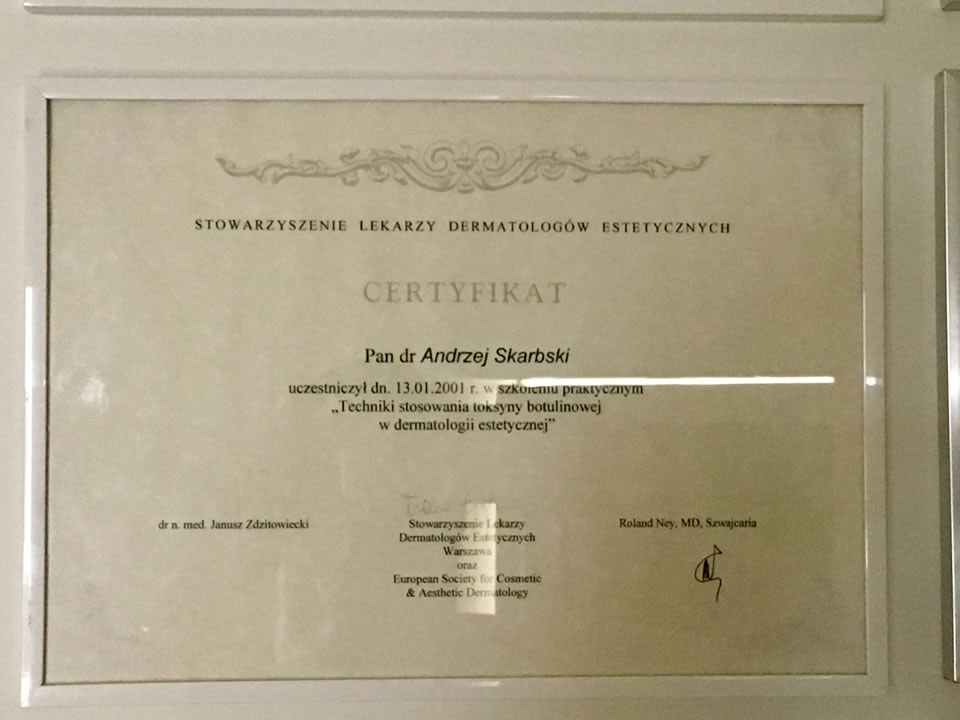 STOWARZYSZENIE LEKARZY DERMATOLOGÓW ESTETYCZNYCH
CERTYFIKAT
Pan dr Andrzej Skarbski
uczestniczył dn. 13.01.2001 r. w szkoleniu praktycznym
„Techniki stosowania toksyny botulinowej
w dermatologii estetycznej”
dr n. med. Janusz Zdzitowiecki
Stowarzyszenie Lekarzy
Dermatologów Estetycznych
Warszawa
oraz
European Society for Cosmetic
& Aesthetic Dermatology
Roland Ney, MD, Szwajcaria